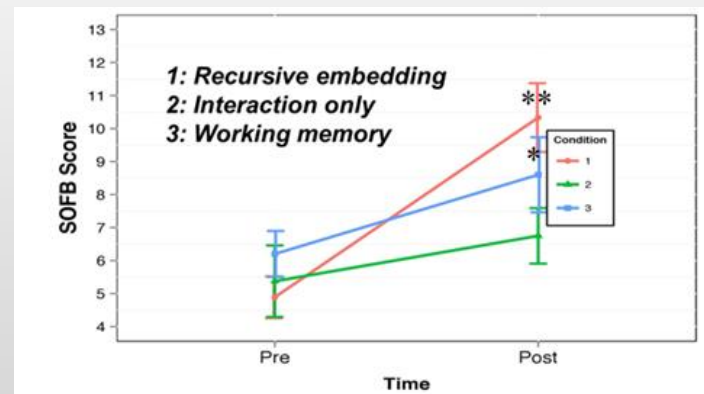 13
12
11
10
9
8
7
6
5
4
SOFB Score
1: Recursive embedding
2: Interaction only
3: Working memory
**
*
Condition
1
2
3
Pre
Post
Time